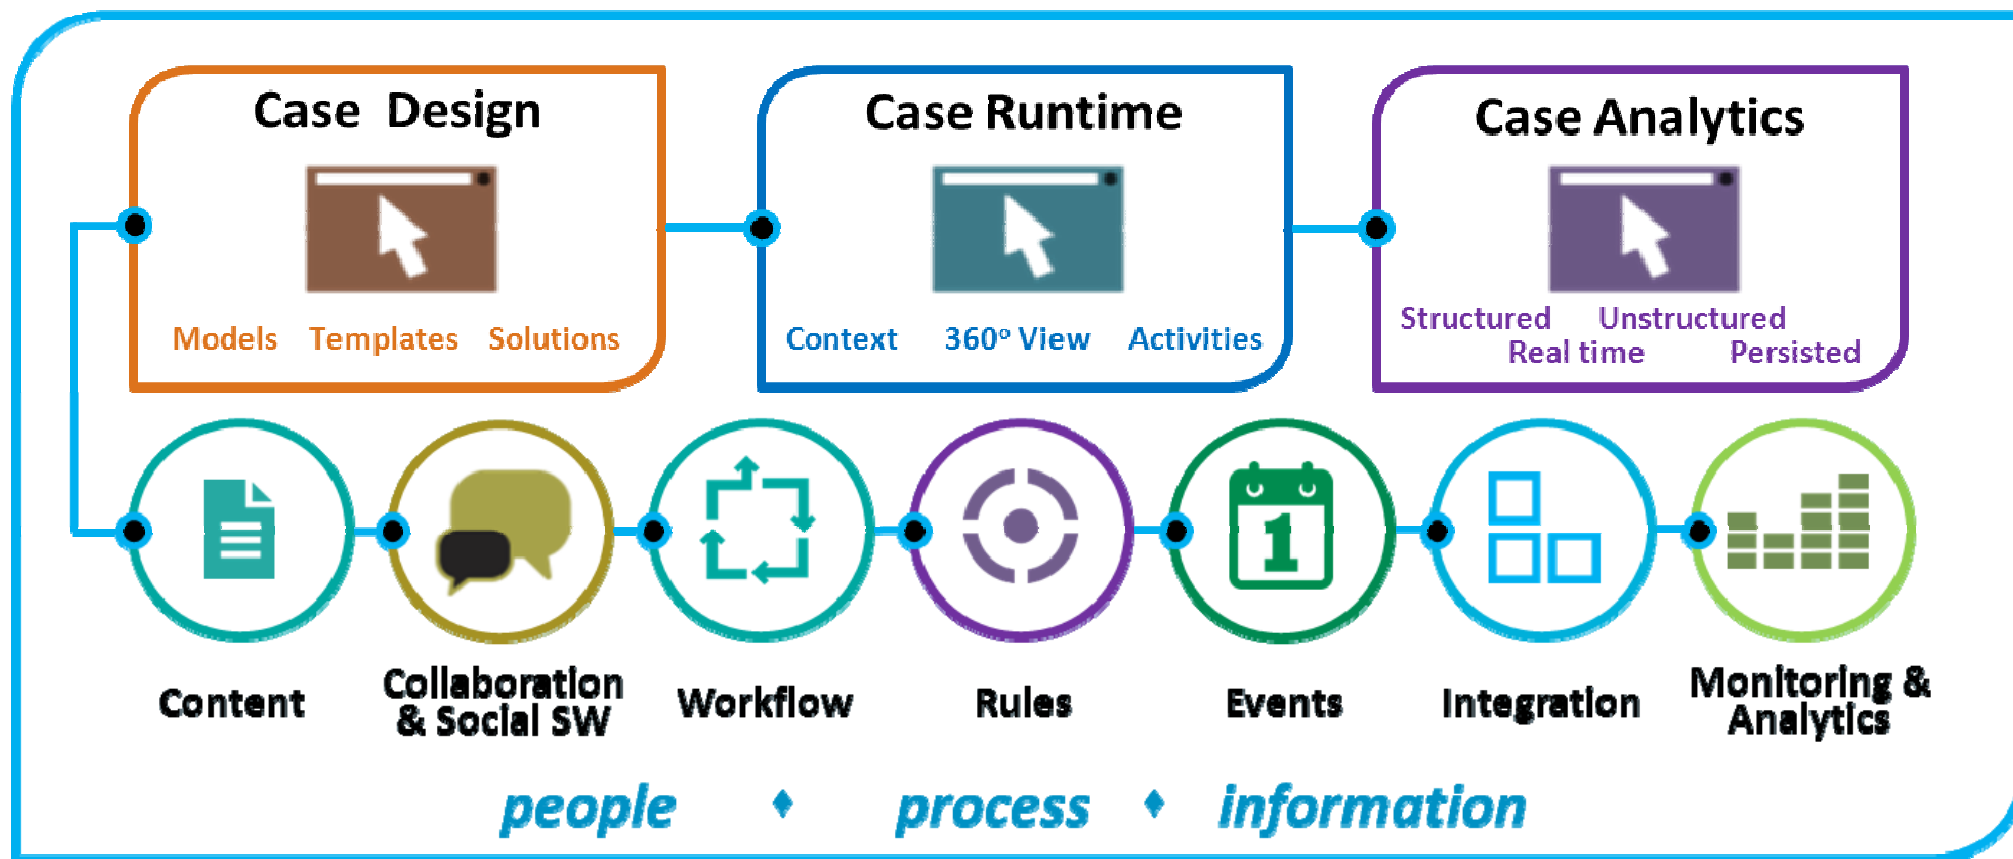 Case Design
Case Runtime
Case Analytics
Models Templates Solutions
Context 360° View Activities
Structured Unstructured
Real time Persisted
1
Content
Collaboration
& Social SW
Workflow
Rules
Events
Integration
Monitoring &
Analytics
people ♦ process ♦ information